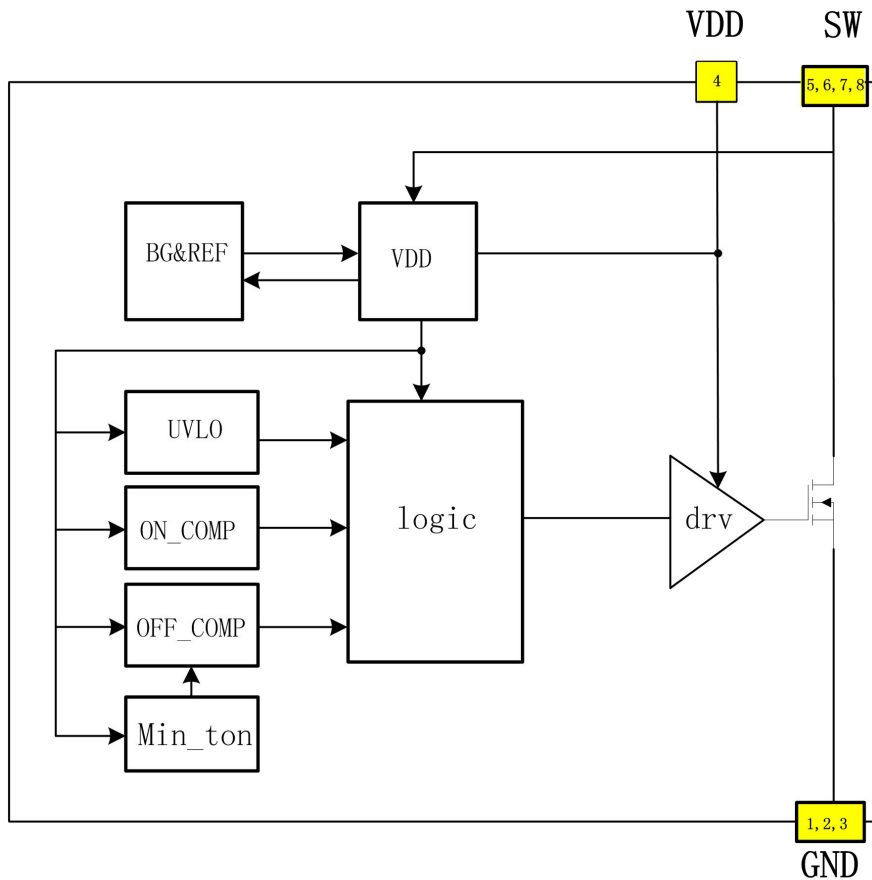 VDD SW
4 5,6,7,8
BG&REF VDD
UVLO
ON_COMP
logic
drv
OFF_COMP
Min_ton
1,2,3
GND